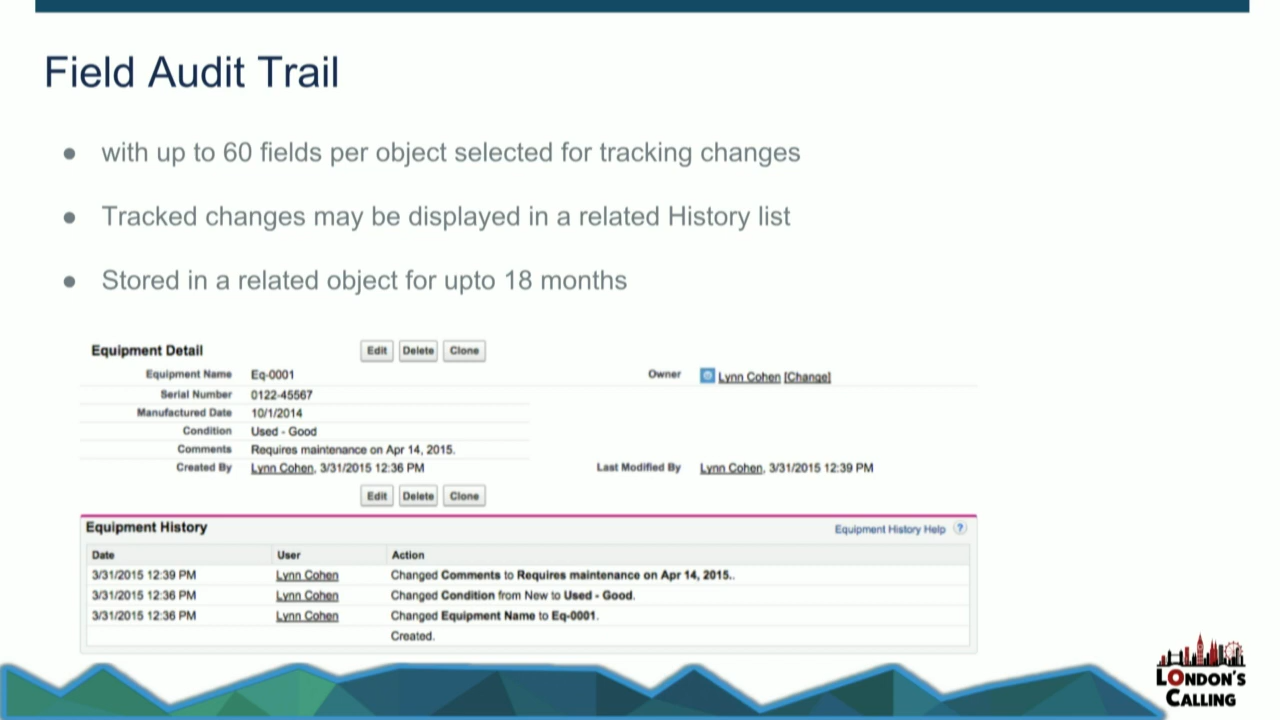 Field Audit Trail
● with up to 60 fields per object selected for tracking changes
● Tracked changes may be displayed in a related History list
● Stored in a related object for upto 18 months
Equipment Detail Edit Delete Clone
Equipment Name Eq-0001 Owner Lynn Cohen [Change]
Serial Number 0122-45567
Manufactured Date 10/1/2014
Condition Used - Good
Comments Requires maintenance on Apr 14, 2015.
Created By Lynn Cohen, 3/31/2015 12:36 PM Last Modified By Lynn Cohen, 3/31/2015 12:39 PM
Edit Delete Clone
Equipment History Equipment History Help ?
Date User Action
3/31/2015 12:39 PM Lynn Cohen Changed Comments to Requires maintenance on Apr 14, 2015..
3/31/2015 12:36 PM Lynn Cohen Changed Condition from New to Used - Good.
3/31/2015 12:36 PM Lynn Cohen Changed Equipment Name to Eq-0001.
Created.
LONDON'S
CALLING